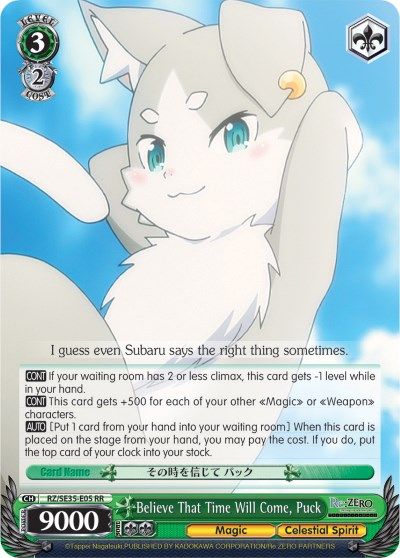 LEVEL
3
2
COST
I guess even Subaru says the right thing sometimes.
CONT If your waiting room has 2 or less climax, this card gets -1 level while
in your hand.
CONT This card gets +500 for each of your other «Magic» or «Weapon»
characters.
AUTO [Put 1 card from your hand into your waiting room] When this card is
placed on the stage from your hand, you may pay the cost. If you do, put
the top card of your clock into your stock.
Card Name その時を信じて パック
CH RZ/SE35-E05 RR
Believe That Time Will Come, Puck
Re:ZERO
POWER 9000 SOUL Magic Celestial Spirit
©Tappei Nagatsuki,PUBLISHED BY KADOKAWA CORPORATION/Re:ZERO PARTNERS